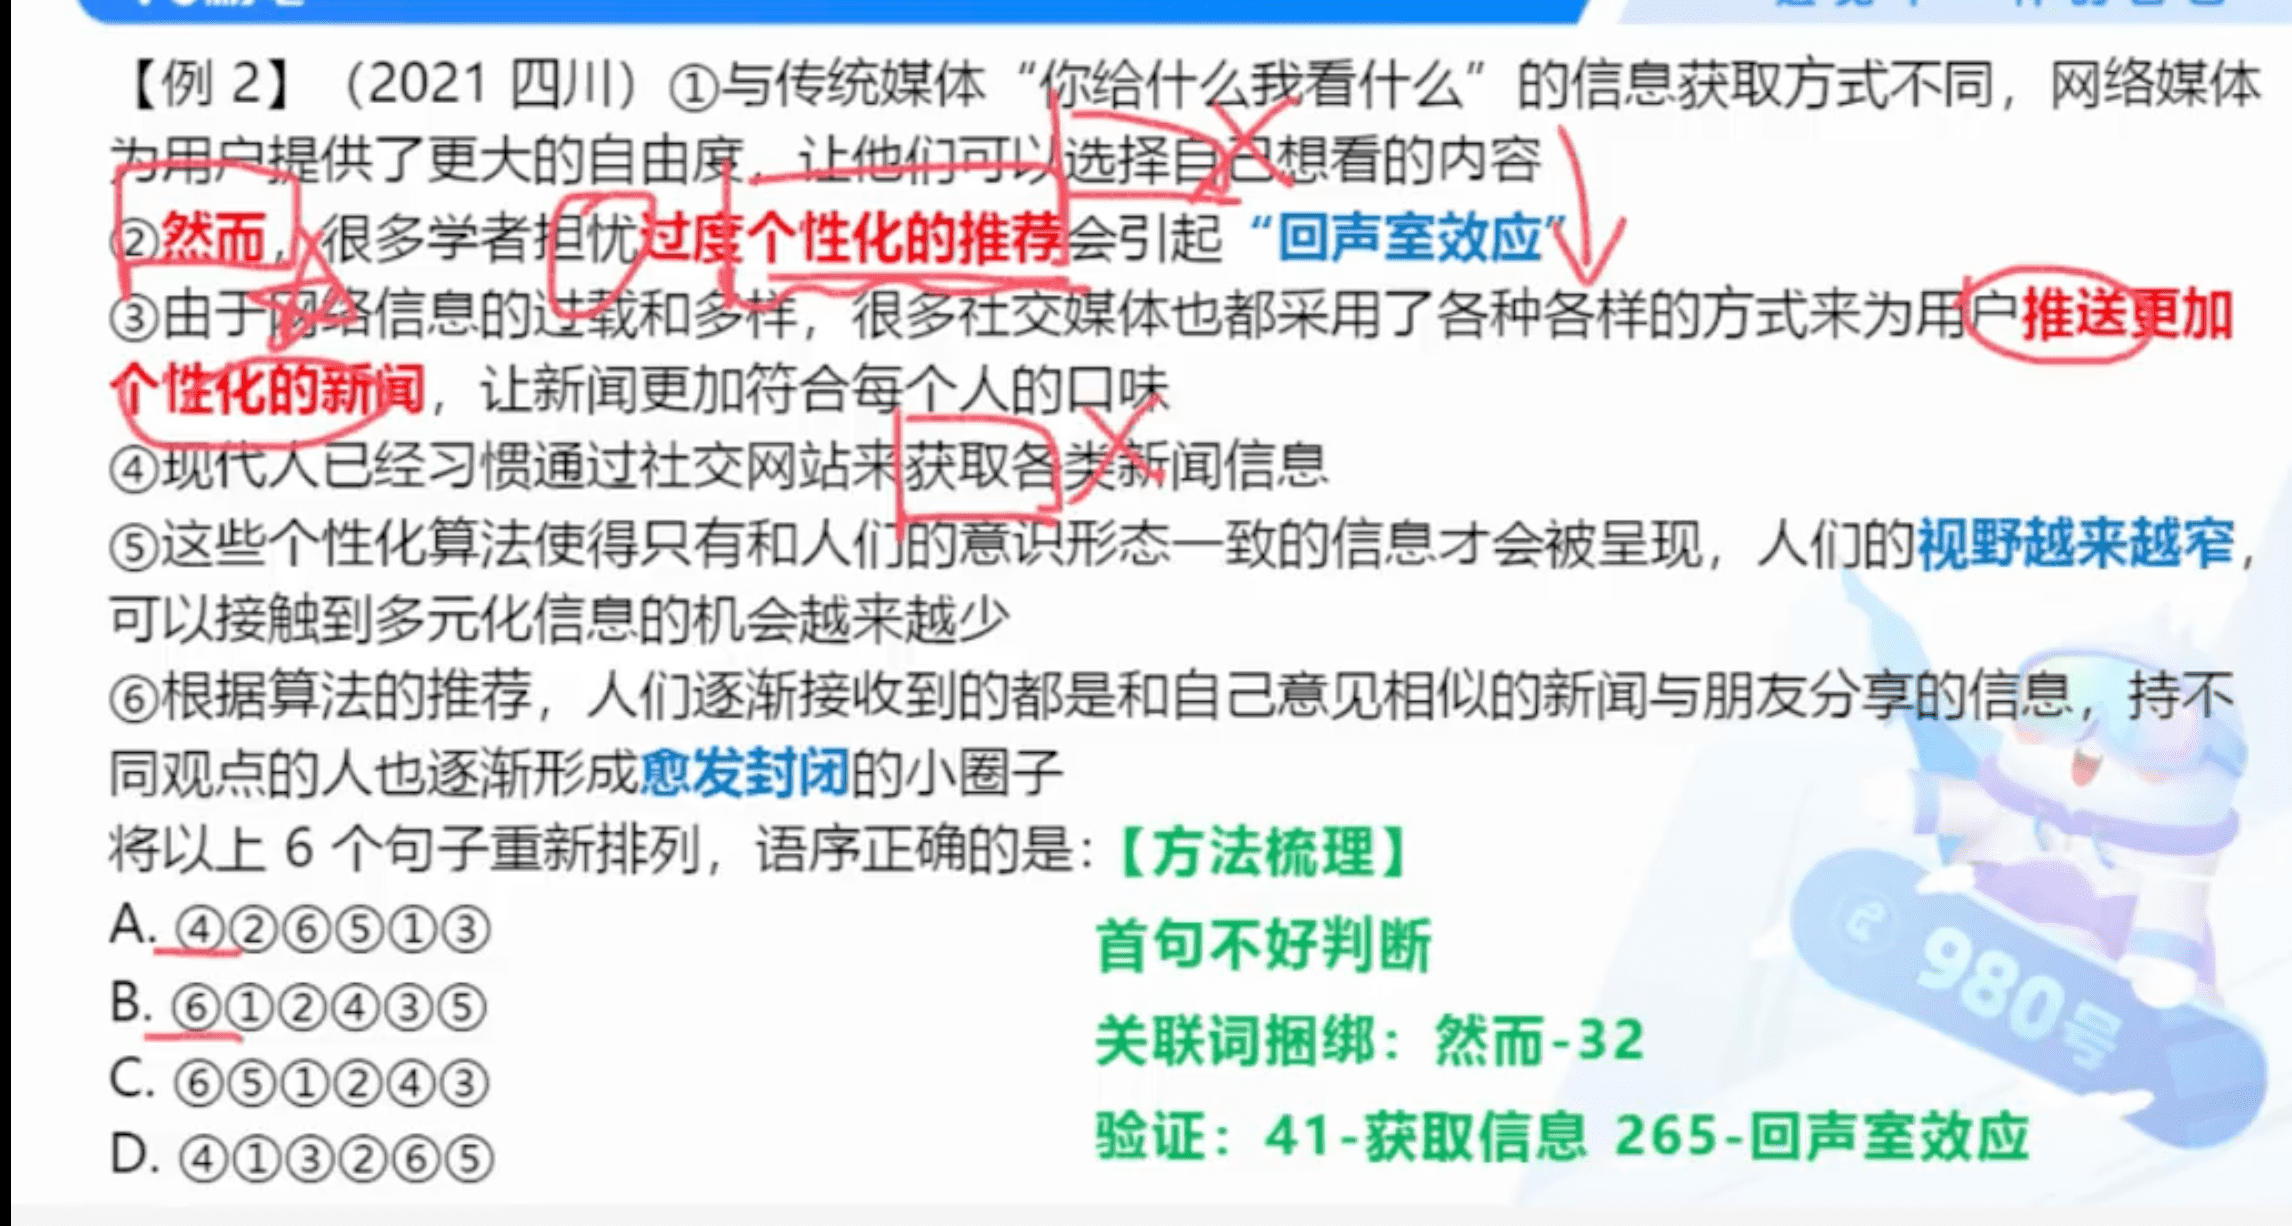 【例 2】（2021 四川）①与传统媒体“你给什么我看什么”的信息获取方式不同，网络媒体
为用户提供了更大的自由度，让他们可以选择自己想看的内容
②然而，很多学者担忧过度个性化的推荐会引起“回声室效应”
③由于网络信息的过载和多样，很多社交媒体也都采用了各种各样的方式来为用户推送更加
个性化的新闻，让新闻更加符合每个人的口味
④现代人已经习惯通过社交网站来获取各类新闻信息
⑤这些个性化算法使得只有和人们的意识形态一致的信息才会被呈现，人们的视野越来越窄，
可以接触到多元化信息的机会越来越少
⑥根据算法的推荐，人们逐渐接收到的都是和自己意见相似的新闻与朋友分享的信息，持不
同观点的人也逐渐形成愈发封闭的小圈子
将以上 6 个句子重新排列，语序正确的是：【方法梳理】
A. ④②⑥⑤①③
首句不好判断
B. ⑥①②④③⑤
关联词捆绑：然而-32
C. ⑥⑤①②④③
验证：41-获取信息 265-回声室效应
D. ④①③②⑥⑤
980号